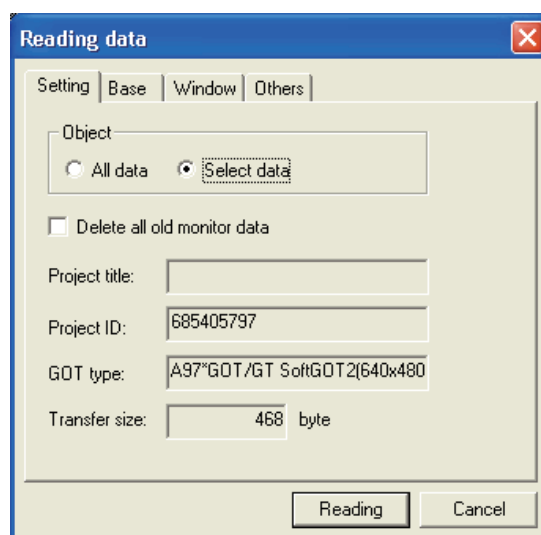 Reading data
Setting Base Window Others
Object
All data Select data
Delete all old monitor data
Project title:
Project ID: 685405797
GOT type: A97*GOT/GT SoftGOT2(640x480
Transfer size: 468 byte
Reading Cancel